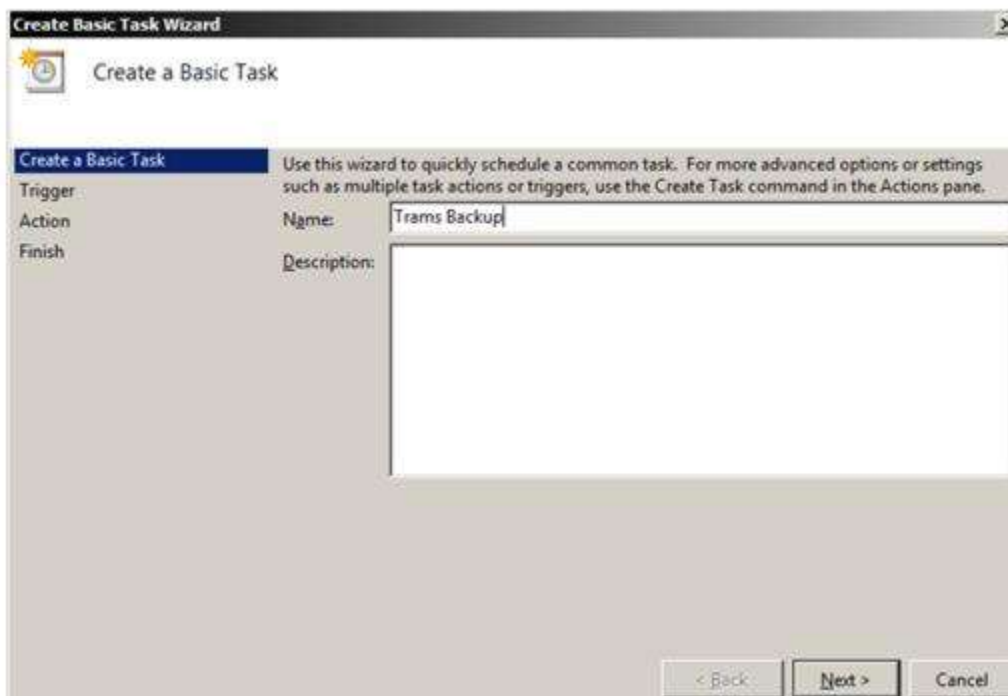 Create Basic Task Wizard
Create a Basic Task
Create a Basic Task
Trigger
Action
Finish
Use this wizard to quickly schedule a common task. For more advanced options or settings
such as multiple task actions or triggers, use the Create Task command in the Actions pane.
Name: Trams Backup
Description:
< Back Next > Cancel